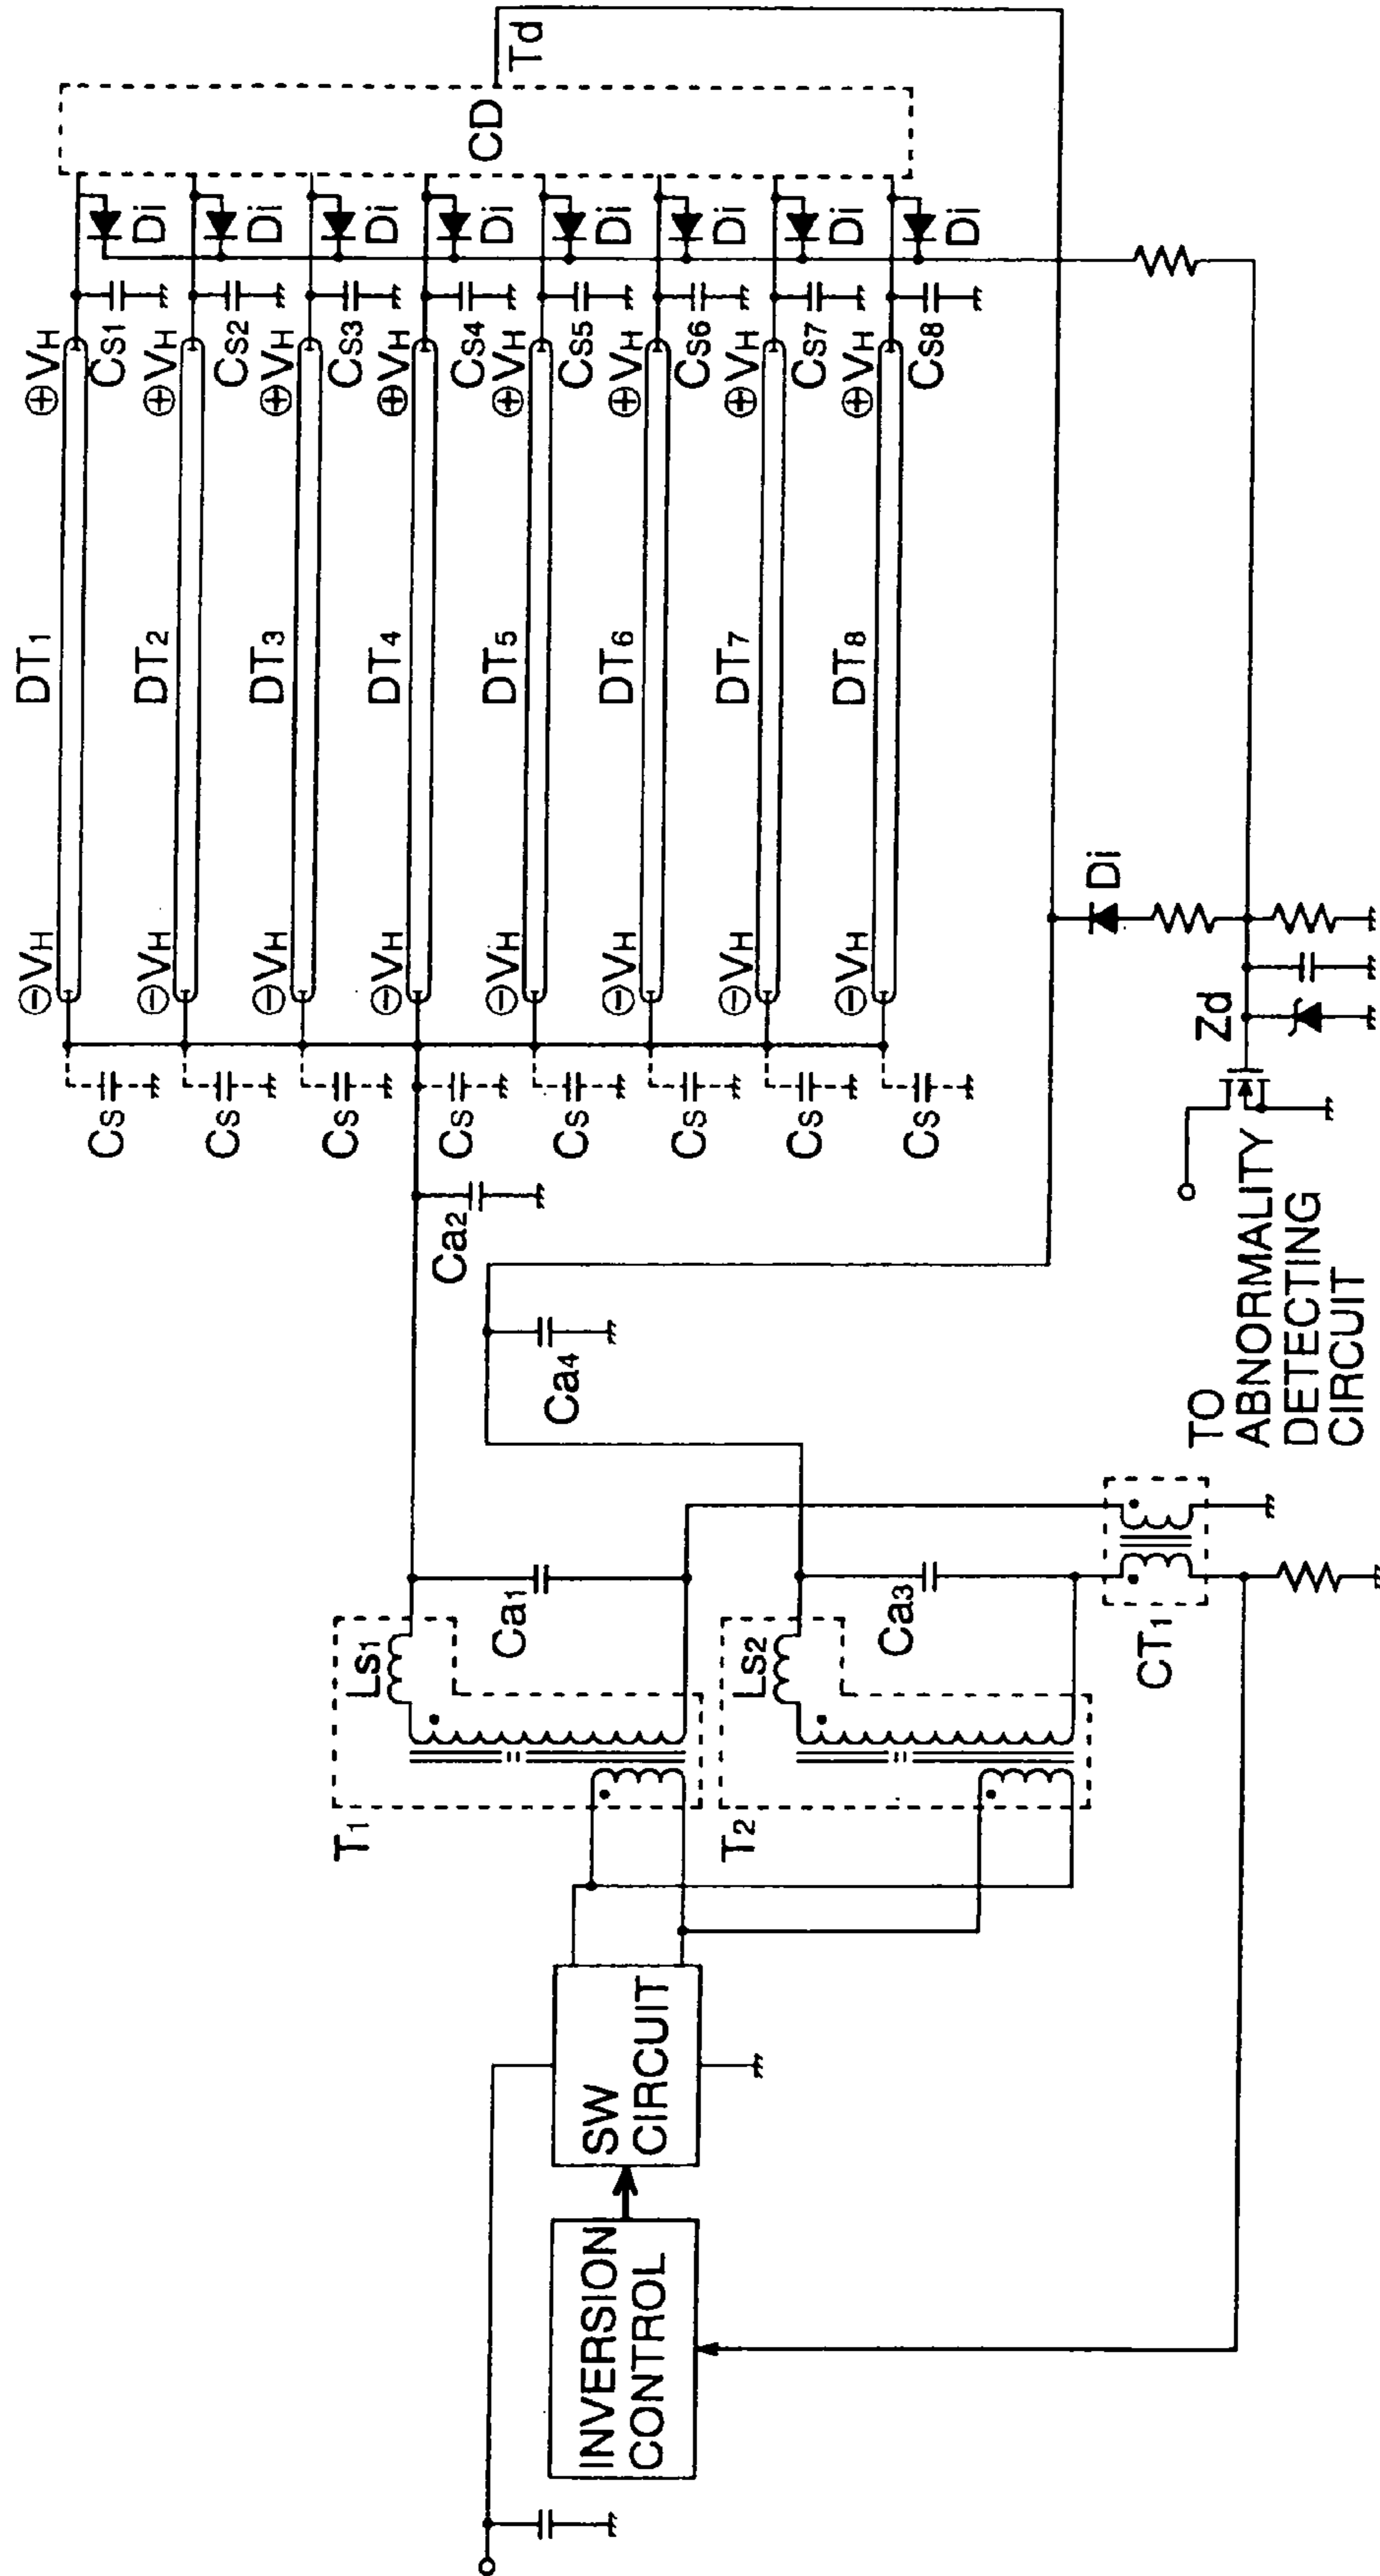 INVERSION
CONTROL
SW
CIRCUIT
T1
LS1
Ca1
T2
LS2
Ca3
CT1
Ca2
Ca4
TO
ABNORMALITY
DETECTING
CIRCUIT
Zd
Di
CS
CS
CS
CS
CS
CS
CS
CS
⊖VH DT1 ⊕VH
⊖VH DT2 ⊕VH
⊖VH DT3 ⊕VH
⊖VH DT4 ⊕VH
⊖VH DT5 ⊕VH
⊖VH DT6 ⊕VH
⊖VH DT7 ⊕VH
⊖VH DT8 ⊕VH
CS1
CS2
CS3
CS4
CS5
CS6
CS7
CS8
Di
Di
Di
Di
Di
Di
Di
Di
CD
Td